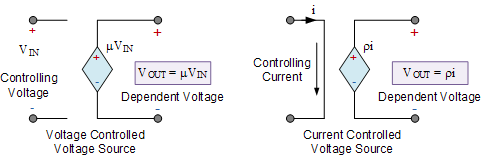 +
V IN
Controlling
Voltage
-
+
+
-
μVIN
VOUT = μVIN
Dependent Voltage
-
Voltage Controlled
Voltage Source
i
Controlling
Current
+
+
-
ρi
VOUT = ρi
Dependent Voltage
-
Current Controlled
Voltage Source